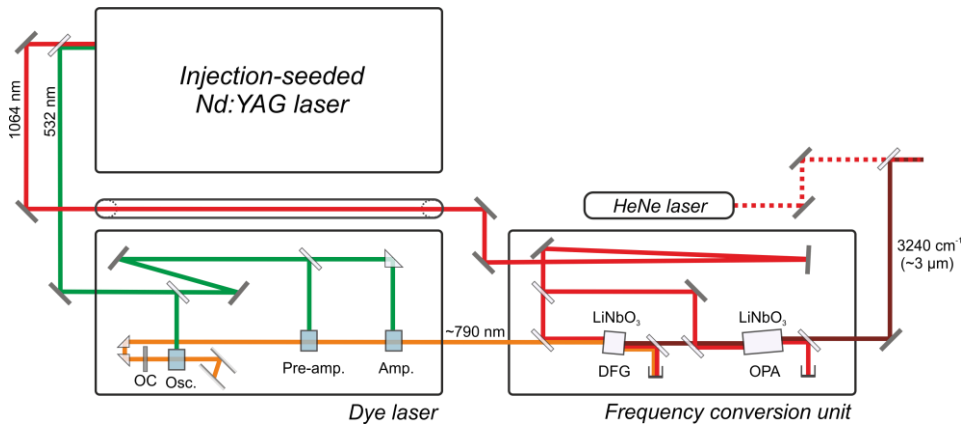 Injection-seeded
Nd:YAG laser
1064 nm
532 nm
HeNe laser
3240 cm⁻¹
(~3 µm)
LiNbO₃
LiNbO₃
~790 nm
DFG
OPA
OC
Osc.
Pre-amp.
Amp.
Dye laser
Frequency conversion unit